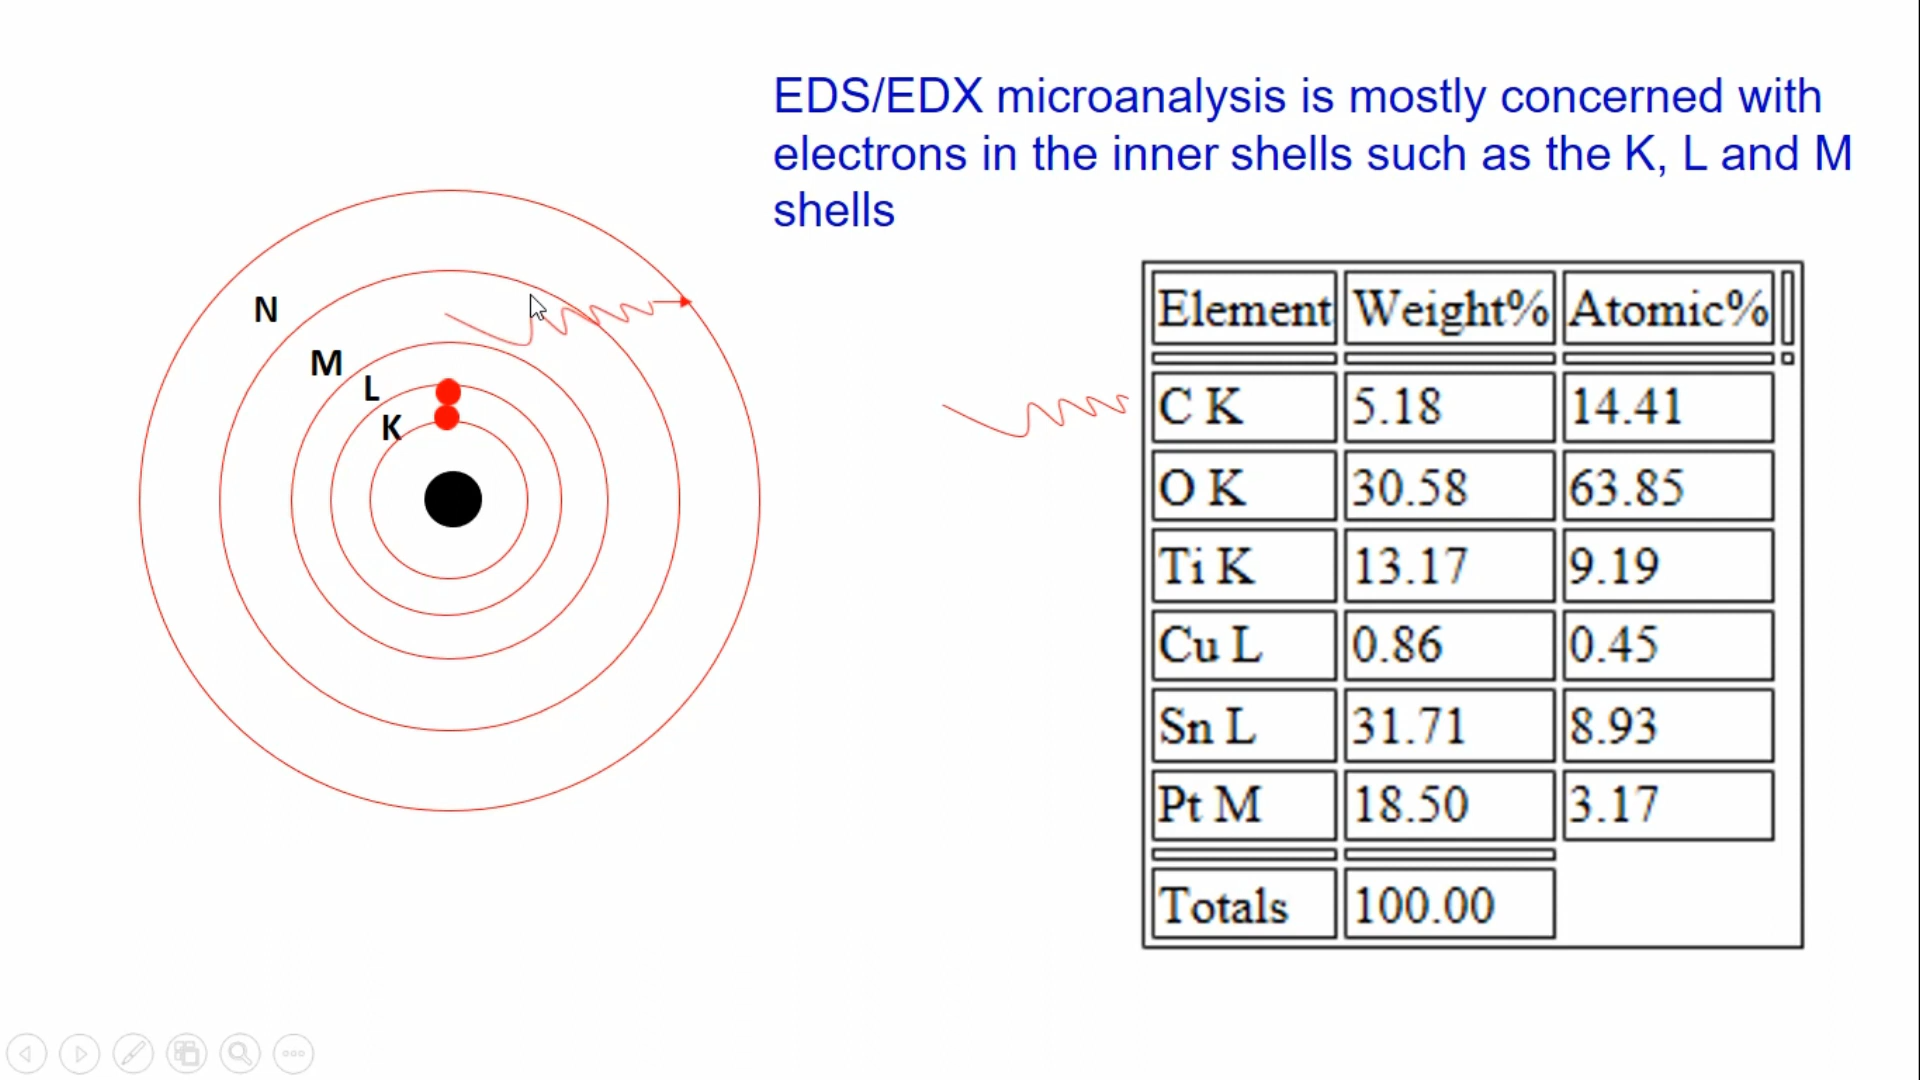 EDS/EDX microanalysis is mostly concerned with
electrons in the inner shells such as the K, L and M
shells
N
M
L
K
Element Weight% Atomic%
C K 5.18 14.41
O K 30.58 63.85
Ti K 13.17 9.19
Cu L 0.86 0.45
Sn L 31.71 8.93
Pt M 18.50 3.17
Totals 100.00